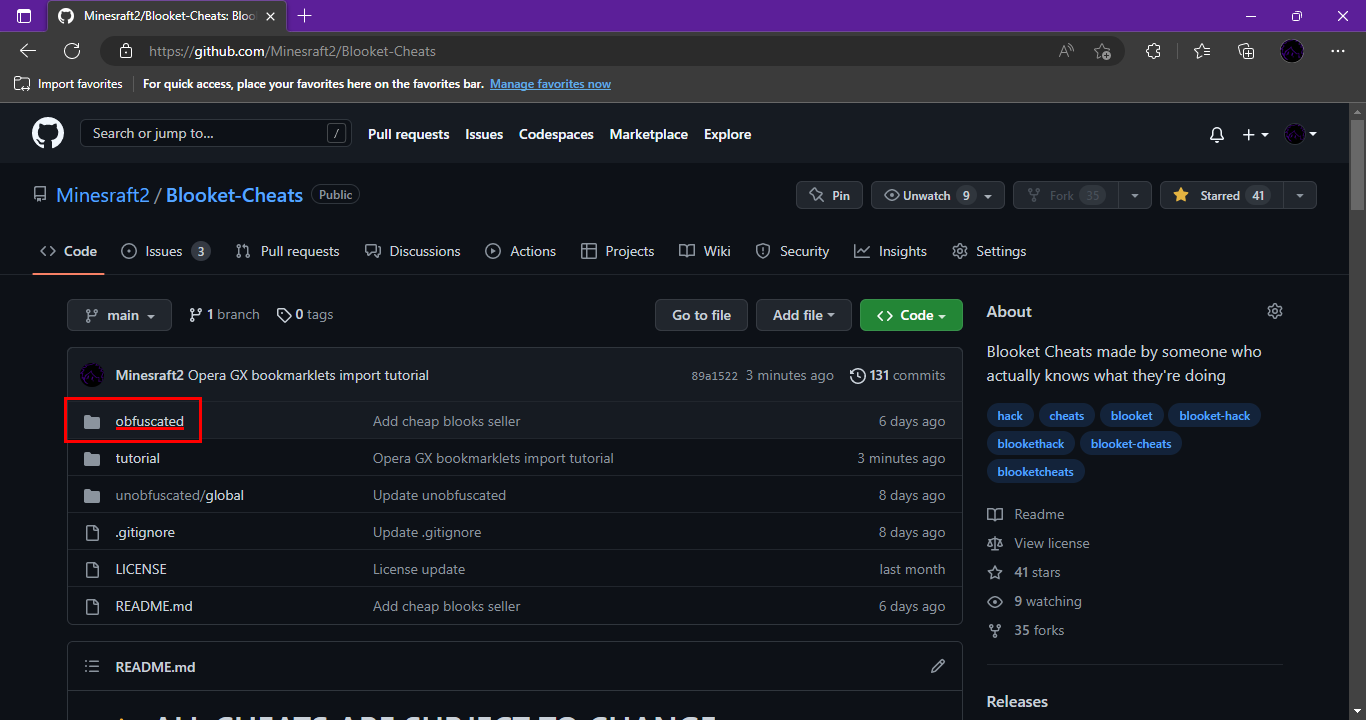 Minesraft2/Blooket-Cheats: Bloo
https://github.com/Minesraft2/Blooket-Cheats
Import favorites For quick access, place your favorites here on the favorites bar. Manage favorites now
Search or jump to... / Pull requests Issues Codespaces Marketplace Explore
Minesraft2 / Blooket-Cheats Public Pin Unwatch 9 Fork 35 Starred 41
Code Issues 3 Pull requests Discussions Actions Projects Wiki Security Insights Settings
main 1 branch 0 tags Go to file Add file Code
About
Blooket Cheats made by someone who
actually knows what they're doing
hack cheats blooket blooket-hack
blookethack blooket-cheats
blooketcheats
Readme
View license
41 stars
9 watching
35 forks
Releases
Minesraft2 Opera GX bookmarklets import tutorial 89a1522 3 minutes ago 131 commits
obfuscated Add cheap blooks seller 6 days ago
tutorial Opera GX bookmarklets import tutorial 3 minutes ago
unobfuscated/global Update unobfuscated 8 days ago
.gitignore Update .gitignore 8 days ago
LICENSE License update last month
README.md Add cheap blooks seller 6 days ago
README.md
ALL CHEATS ARE SUBJECT TO CHANGE